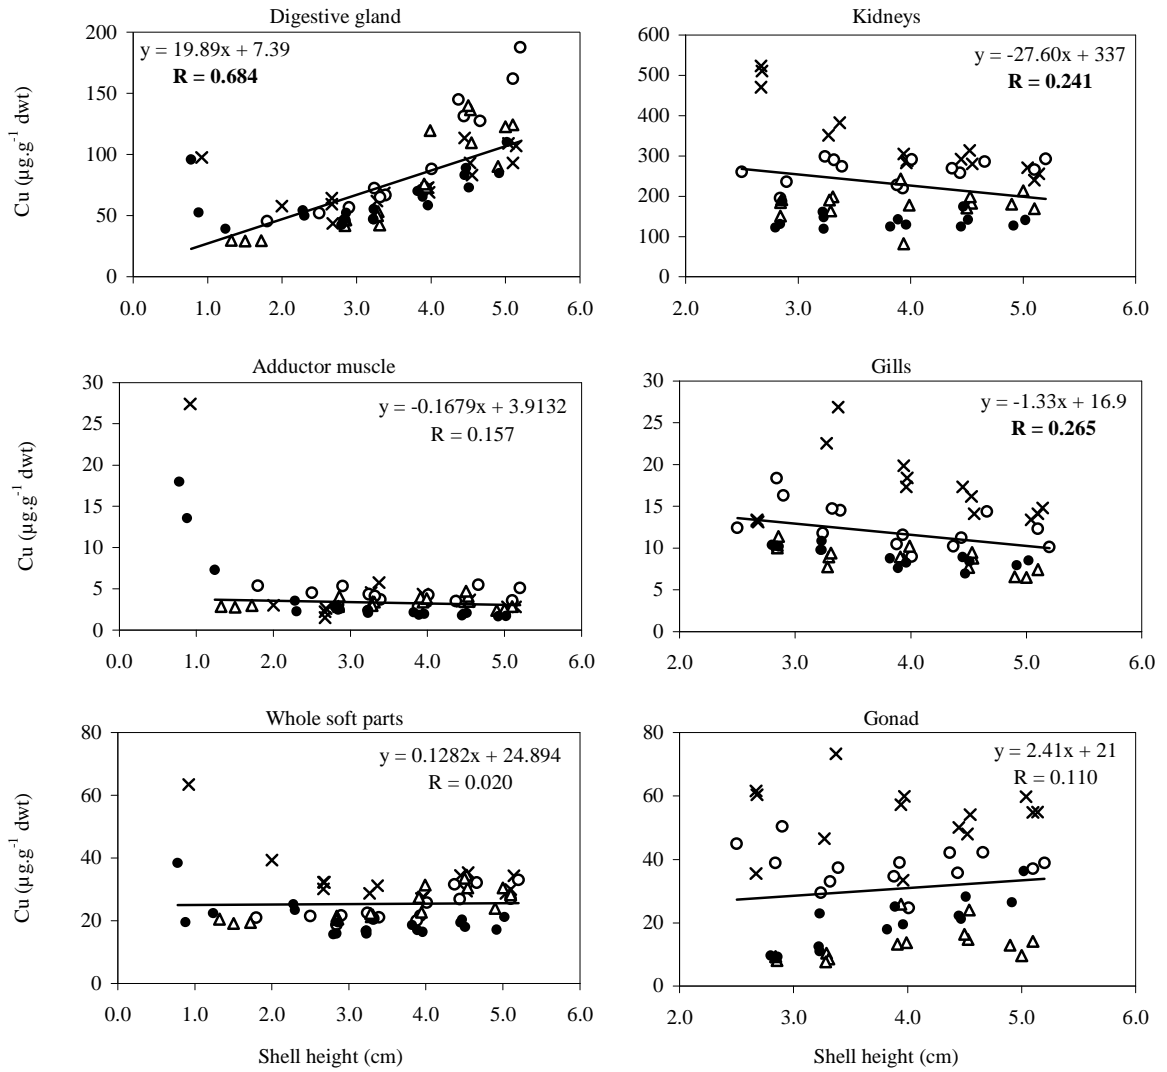 Digestive gland
y = 19.89x + 7.39
R = 0.684
Cu (µg.g⁻¹ dwt)
200
150
100
50
0
0.0 1.0 2.0 3.0 4.0 5.0 6.0
Kidneys
y = -27.60x + 337
R = 0.241
600
500
400
300
200
100
0
2.0 3.0 4.0 5.0 6.0
Adductor muscle
y = -0.1679x + 3.9132
R = 0.157
Cu (µg.g⁻¹ dwt)
30
25
20
15
10
5
0
0.0 1.0 2.0 3.0 4.0 5.0 6.0
Gills
y = -1.33x + 16.9
R = 0.265
30
25
20
15
10
5
0
2.0 3.0 4.0 5.0 6.0
Whole soft parts
y = 0.1282x + 24.894
R = 0.020
Cu (µg.g⁻¹ dwt)
80
60
40
20
0
0.0 1.0 2.0 3.0 4.0 5.0 6.0
Shell height (cm)
Gonad
y = 2.41x + 21
R = 0.110
80
60
40
20
0
2.0 3.0 4.0 5.0 6.0
Shell height (cm)